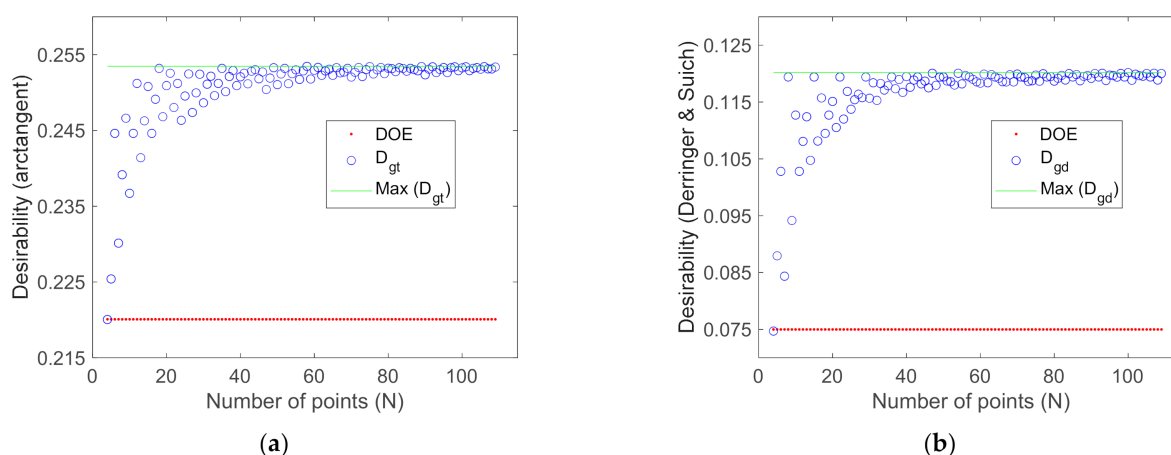 0.255
0.245
0.235
0.225
0.215
Desirability (arctangent)
0 20 40 60 80 100
Number of points (N)
DOE
D_gt
Max (D_gt)
(a)
0.125
0.115
0.105
0.095
0.085
0.075
Desirability (Derringer & Suich)
0 20 40 60 80 100
Number of points (N)
DOE
D_gd
Max (D_gd)
(b)